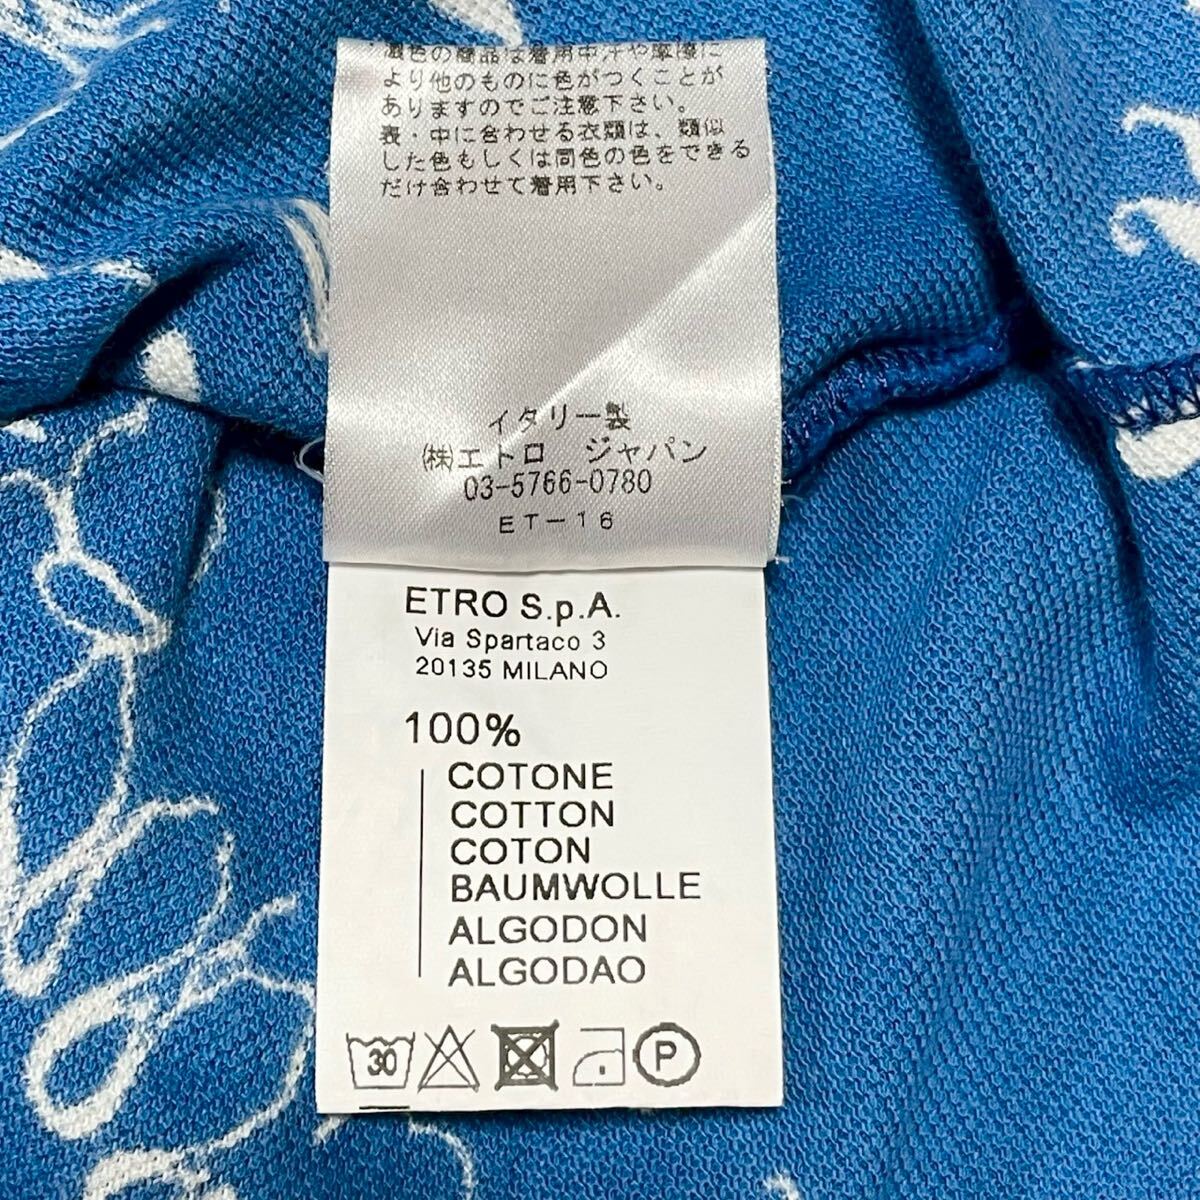 濃色の商品は着用中汗や摩擦に
より他のものに色がつくことが
ありますのでご注意下さい。
表・中に合わせる衣類は、類似
した色もしくは同色の色をできる
だけ合わせて着用下さい。
イタリー製
(株)エトロ ジャパン
03-5766-0780
ET-16
ETRO S.p.A.
Via Spartaco 3
20135 MILANO
100%
COTONE
COTTON
COTON
BAUMWOLLE
ALGODON
ALGODAO
30 P